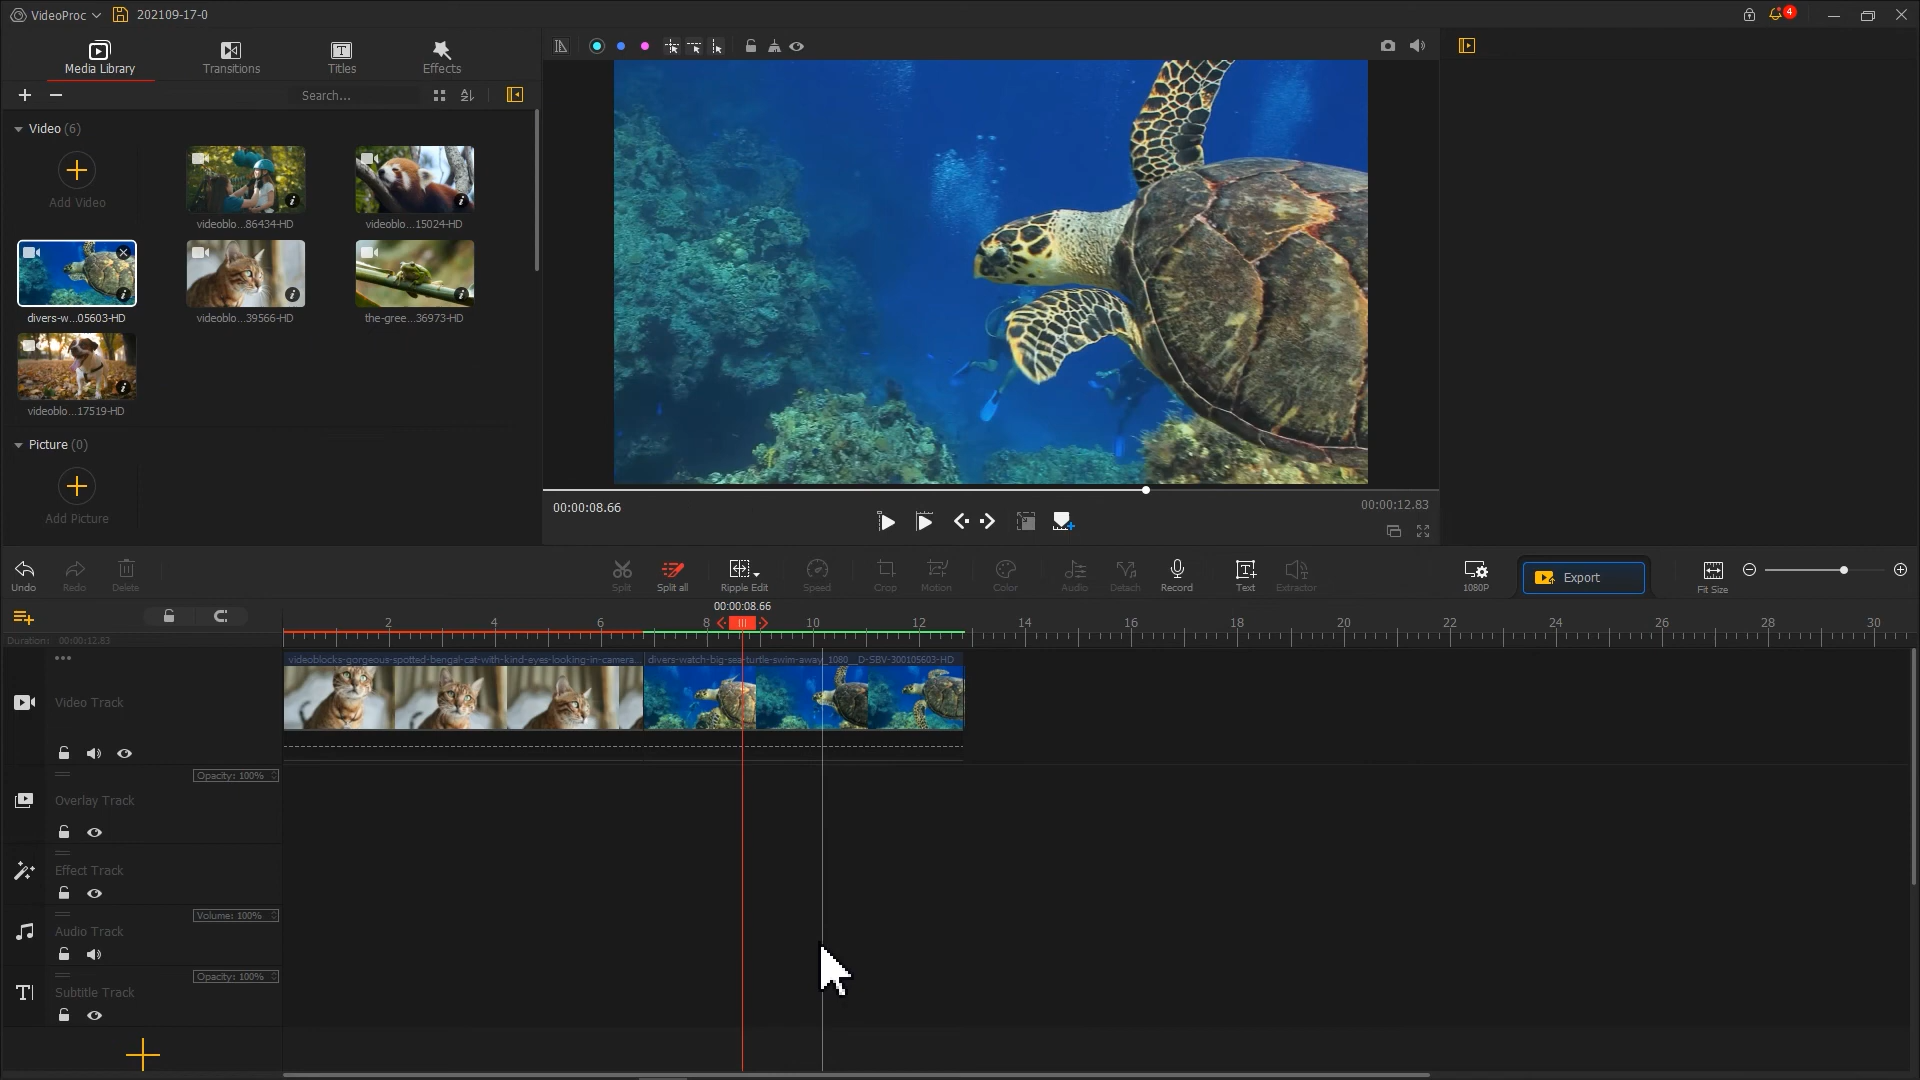 VideoProc
202109-17-0
4
Media Library
Transitions
Titles
Effects
Search...
Video (6)
Add Video
videoblo...86434-HD
videoblo...15024-HD
divers-w...05603-HD
videoblo...39566-HD
the-gree...36973-HD
videoblo...17519-HD
Picture (0)
Add Picture
00:00:08.66
00:00:12.83
Undo
Redo
Delete
Split
Split all
Ripple Edit
Speed
Crop
Motion
Color
Audio
Detach
Record
Text
Extractor
1080P
Export
Fit Size
00:00:08.66
2 4 6 8 10 12 14 16 18 20 22 24 26 28 30
Duration: 00:00:12.83
videoblocks-gorgeous-spotted-bengal-cat-with-kind-eyes-looking-in-camera...
divers-watch-big-sea-turtle-swim-away_1080__D-SBV-300105603-HD
Video Track
Opacity: 100%
Overlay Track
Effect Track
Volume: 100%
Audio Track
Opacity: 100%
Subtitle Track